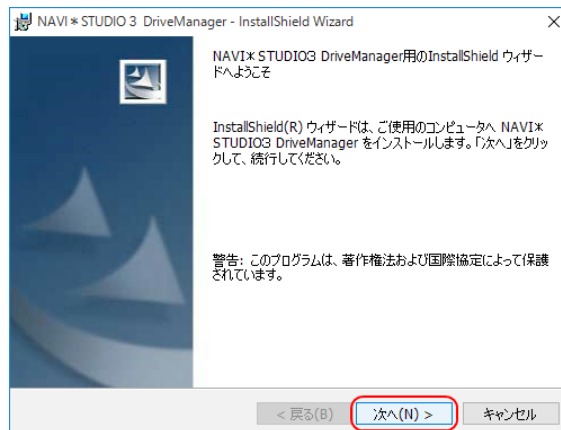 NAVI＊STUDIO 3 DriveManager - InstallShield Wizard
NAVI＊STUDIO3 DriveManager用のInstallShield ウィザー
ドへようこそ
InstallShield(R) ウィザードは、ご使用のコンピュータへ NAVI＊
STUDIO3 DriveManager をインストールします。「次へ」をクリッ
クして、続行してください。
警告: このプログラムは、著作権法および国際協定によって保護
されています。
< 戻る(B)
次へ(N) >
キャンセル